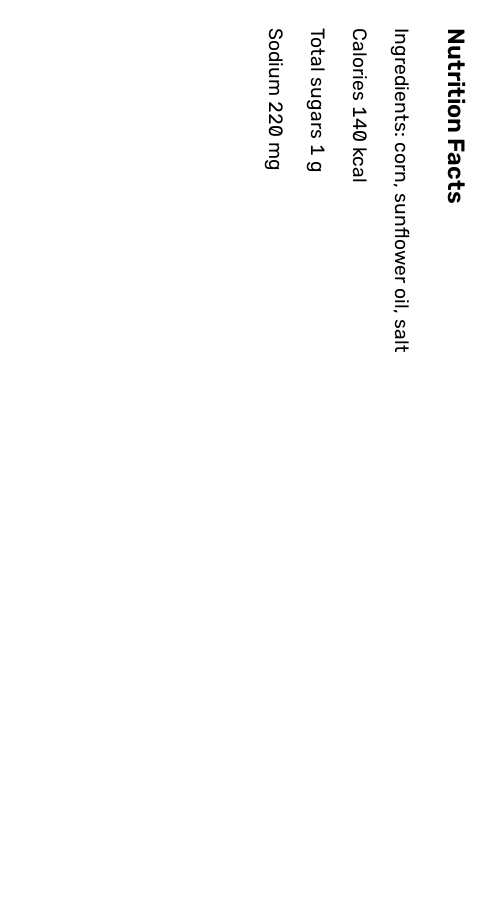 Nutrition Facts
Ingredients: corn, sunflower oil, salt
Calories 140 kcal
Total sugars 1 g
Sodium 220 mg